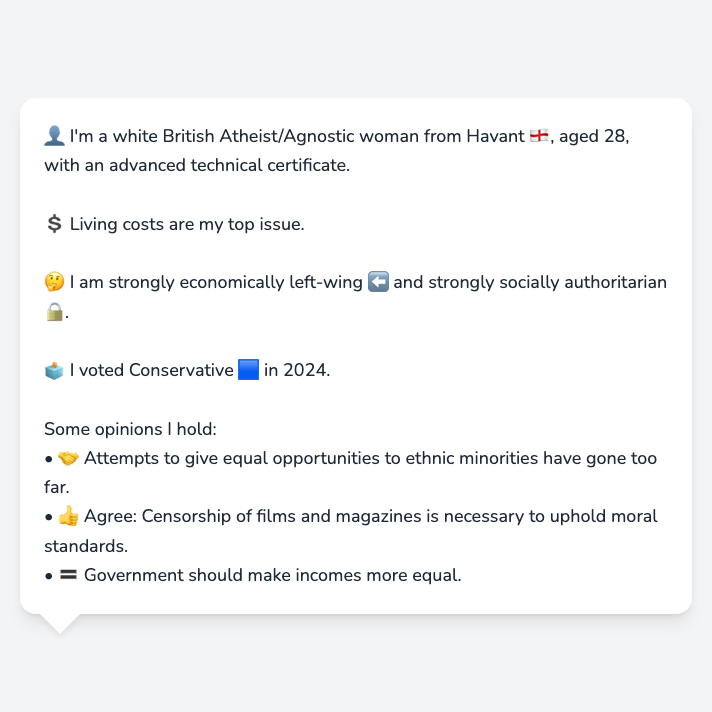 👤 I'm a white British Atheist/Agnostic woman from Havant 🏴󠁧󠁢󠁥󠁮󠁧󠁿, aged 28,
with an advanced technical certificate.
💲 Living costs are my top issue.
🤔 I am strongly economically left-wing ⬅️ and strongly socially authoritarian
🔒.
🗳️ I voted Conservative 🟦 in 2024.
Some opinions I hold:
• 🤝 Attempts to give equal opportunities to ethnic minorities have gone too
far.
• 👍 Agree: Censorship of films and magazines is necessary to uphold moral
standards.
• 🟰 Government should make incomes more equal.